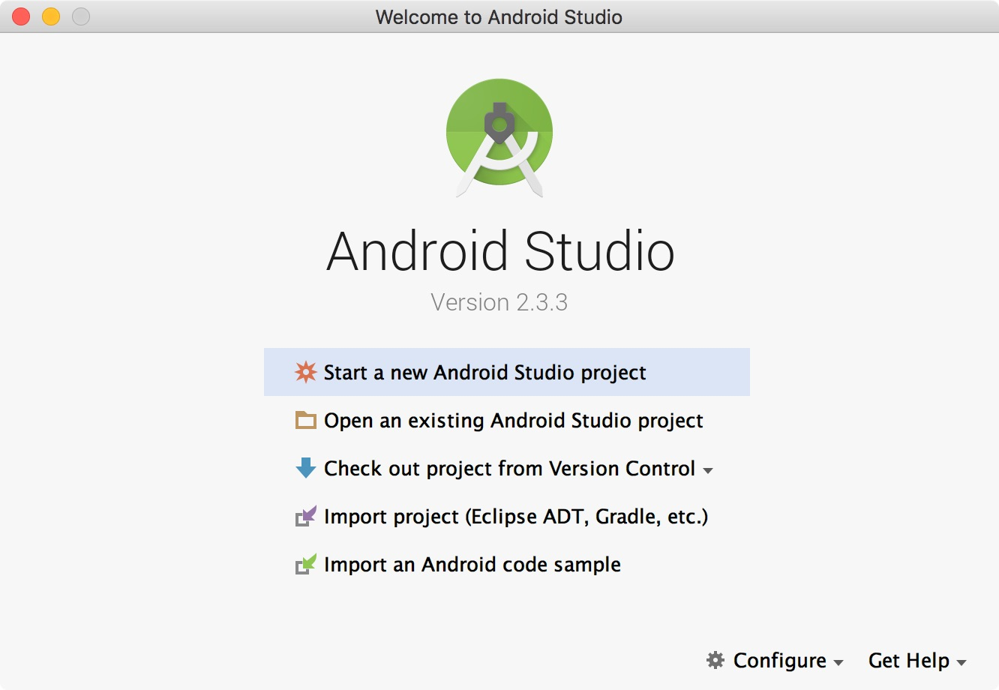 Welcome to Android Studio
Android Studio
Version 2.3.3
Start a new Android Studio project
Open an existing Android Studio project
Check out project from Version Control
Import project (Eclipse ADT, Gradle, etc.)
Import an Android code sample
Configure Get Help